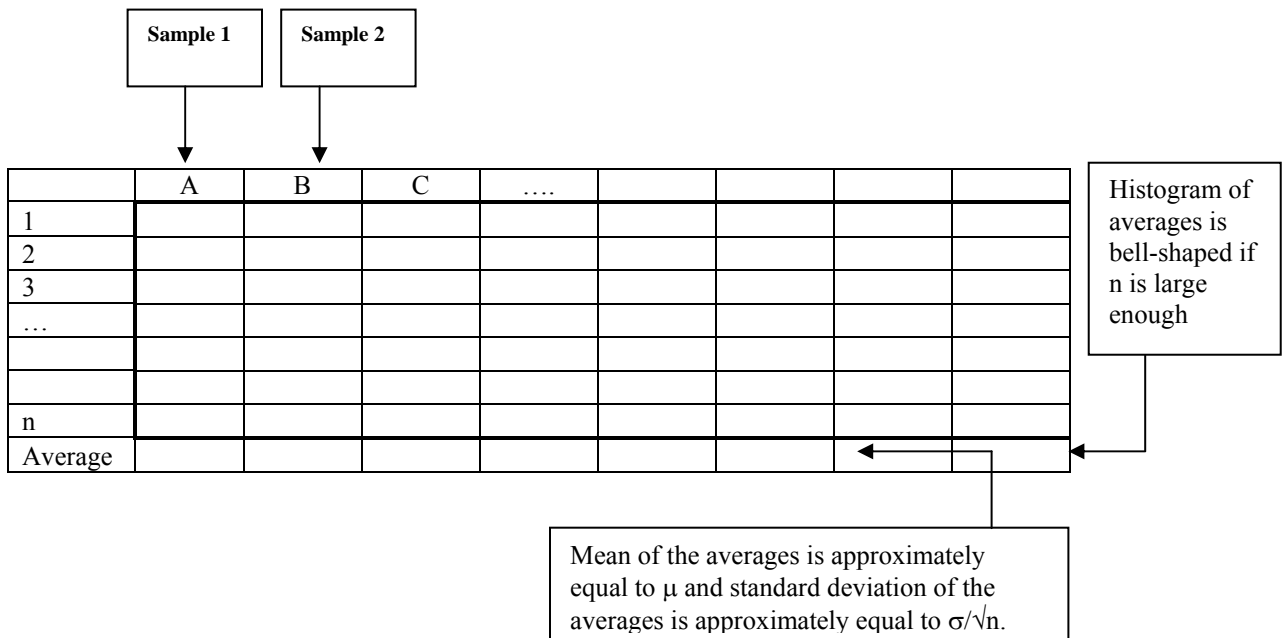 Sample 1 Sample 2
A B C ….
1
2
3
…
n
Average
Histogram of
averages is
bell-shaped if
n is large
enough
Mean of the averages is approximately
equal to μ and standard deviation of the
averages is approximately equal to σ/√n.